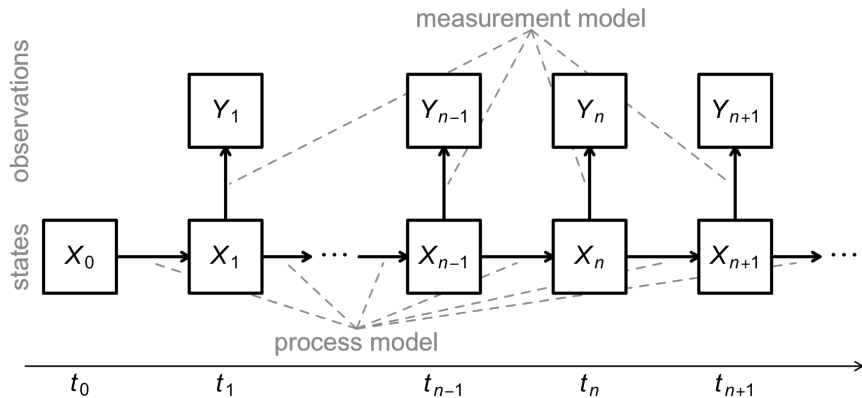 measurement model
observations
Y₁ Yₙ₋₁ Yₙ Yₙ₊₁
states
X₀ X₁ ··· Xₙ₋₁ Xₙ Xₙ₊₁ ···
process model
t₀ t₁ tₙ₋₁ tₙ tₙ₊₁